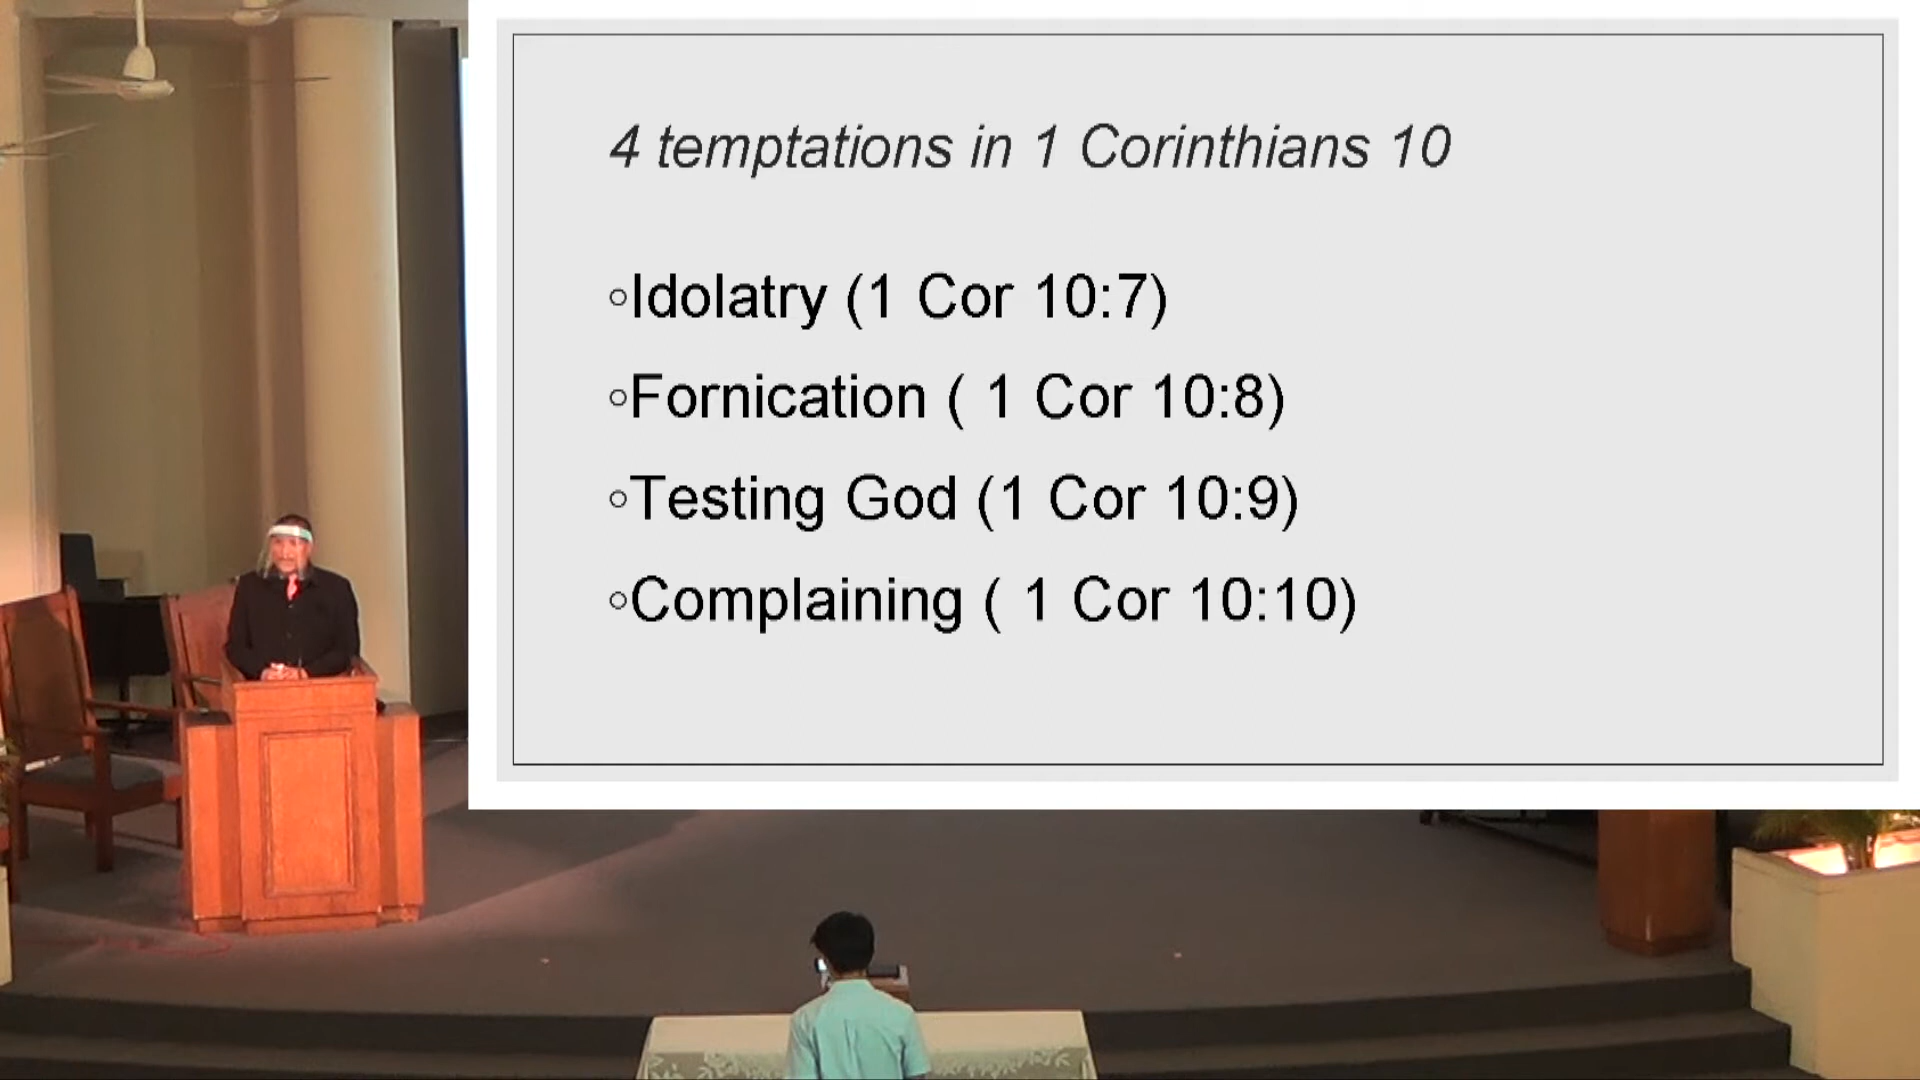 4 temptations in 1 Corinthians 10
◦Idolatry (1 Cor 10:7)
◦Fornication ( 1 Cor 10:8)
◦Testing God (1 Cor 10:9)
◦Complaining ( 1 Cor 10:10)